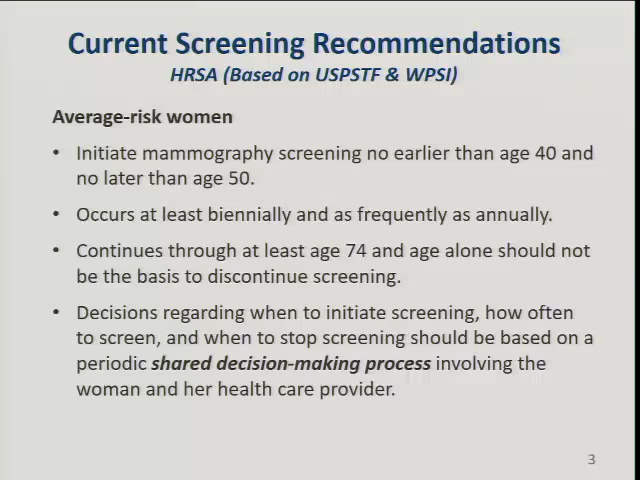 Current Screening Recommendations
HRSA (Based on USPSTF & WPSI)
Average-risk women
• Initiate mammography screening no earlier than age 40 and
no later than age 50.
• Occurs at least biennially and as frequently as annually.
• Continues through at least age 74 and age alone should not
be the basis to discontinue screening.
• Decisions regarding when to initiate screening, how often
to screen, and when to stop screening should be based on a
periodic shared decision-making process involving the
woman and her health care provider.
3